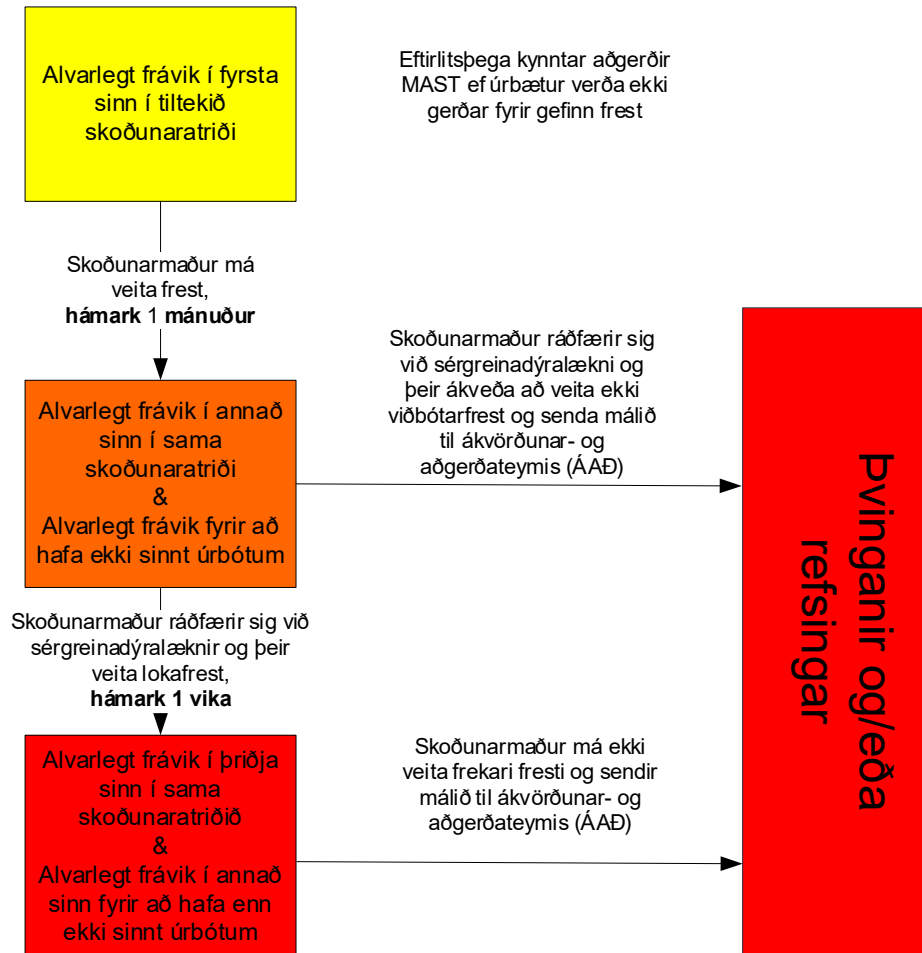 Alvarlegt frávik í fyrsta
sinn í tiltekið
skoðunaratriði
Eftirlitsþega kynntar aðgerðir
MAST ef úrbætur verða ekki
gerðar fyrir gefinn frest
Skoðunarmaður má
veita frest,
hámark 1 mánuður
Alvarlegt frávik í annað
sinn í sama
skoðunaratriði
&
Alvarlegt frávik fyrir að
hafa ekki sinnt úrbótum
Skoðunarmaður ráðfærir sig
við sérgreinadýralækni og
þeir ákveða að veita ekki
viðbótarfrest og senda málið
til ákvörðunar- og
aðgerðateymis (ÁAÐ)
Skoðunarmaður ráðfærir sig við
sérgreinadýralæknir og þeir
veita lokafrest,
hámark 1 vika
Alvarlegt frávik í þriðja
sinn í sama
skoðunaratriðið
&
Alvarlegt frávik í annað
sinn fyrir að hafa enn
ekki sinnt úrbótum
Skoðunarmaður má ekki
veita frekari fresti og sendir
málið til ákvörðunar- og
aðgerðateymis (ÁAÐ)
Þvinganir og/eða
refsingar